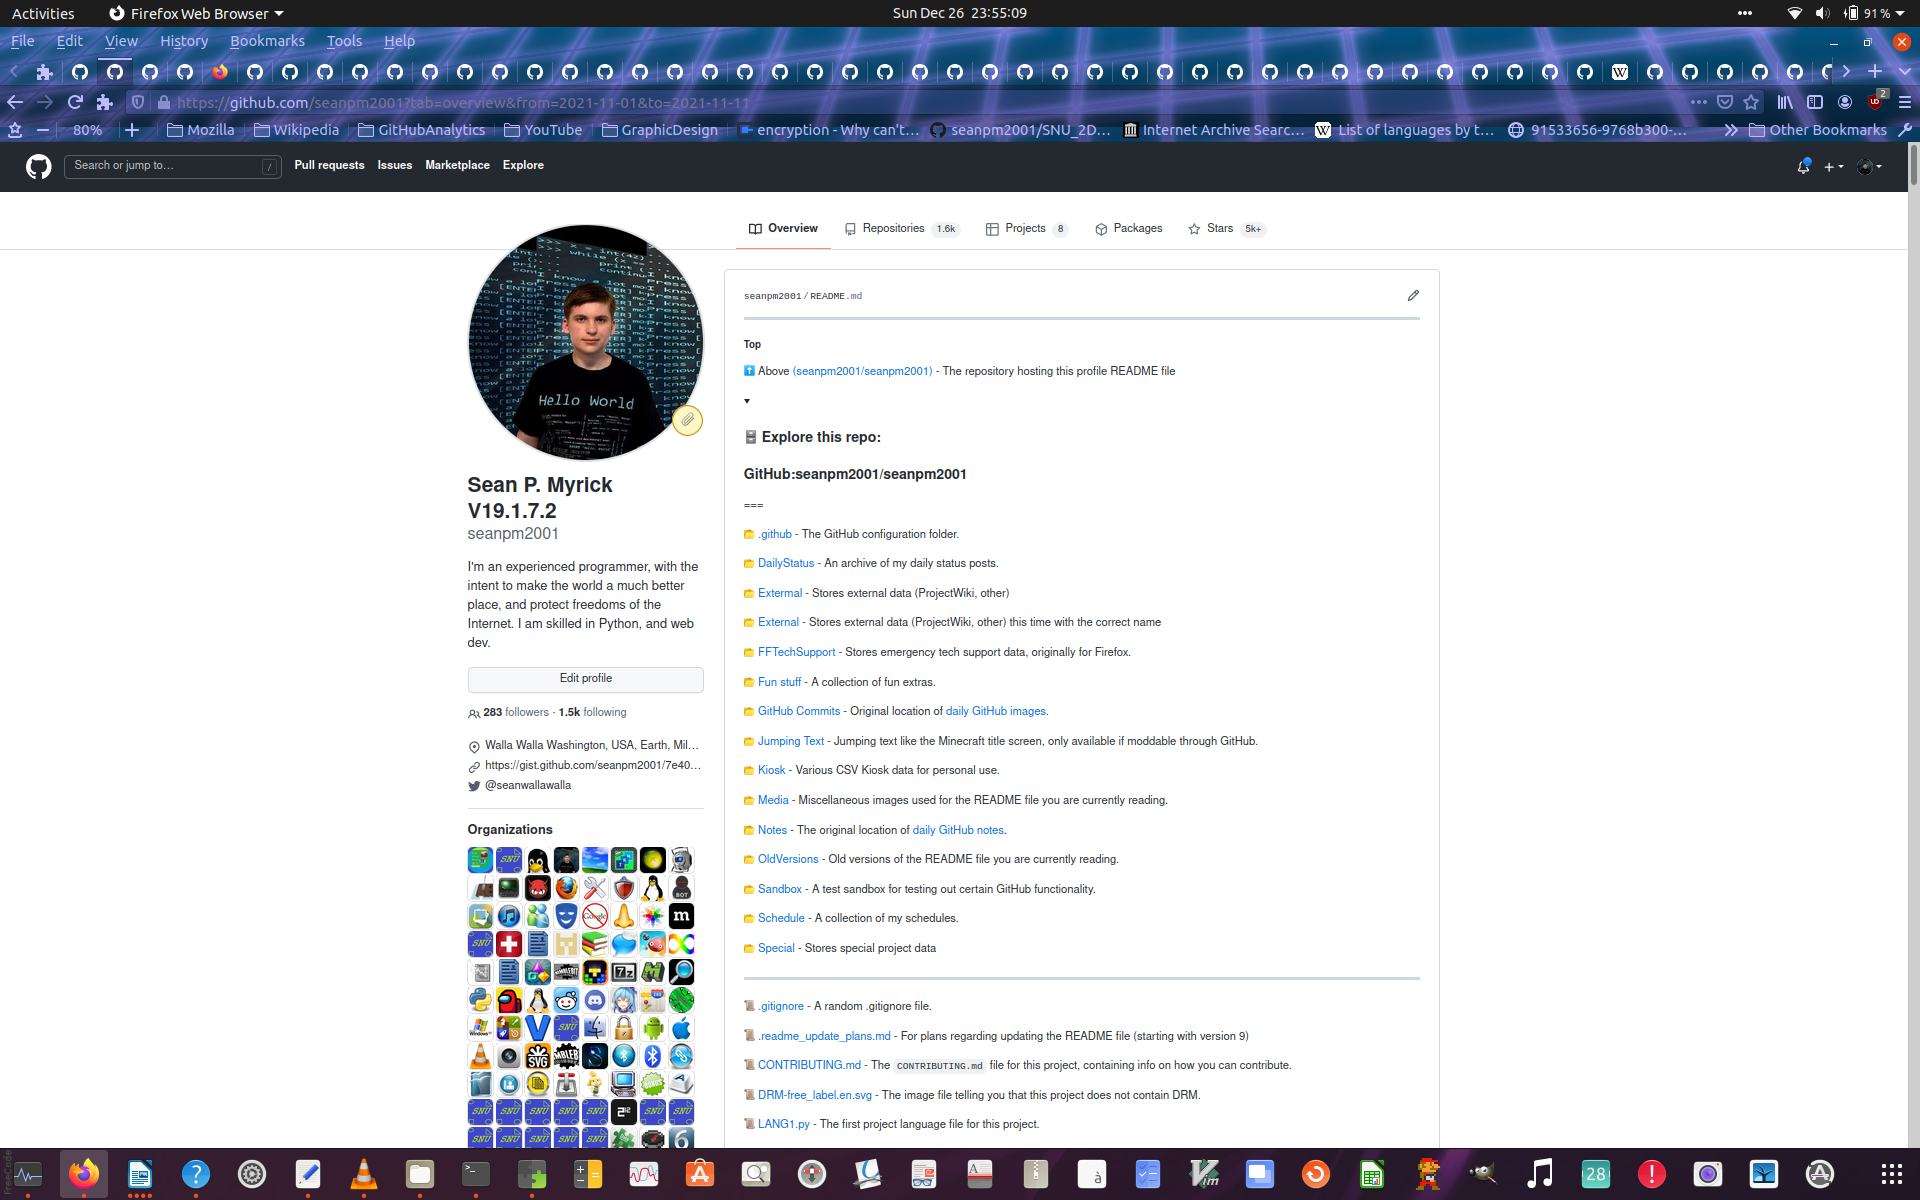 Activities
Firefox Web Browser
Sun Dec 26  23:55:09
91 %
File Edit View History Bookmarks Tools Help
https://github.com/seanpm2001?tab=overview&from=2021-11-01&to=2021-11-11
2
80%
Mozilla
Wikipedia
GitHubAnalytics
YouTube
GraphicDesign
encryption - Why can't…
seanpm2001/SNU_2D…
Internet Archive Searc…
List of languages by t…
91533656-9768b300-…
Other Bookmarks
Search or jump to…
/
Pull requests Issues Marketplace Explore
Overview
Repositories 1.6k
Projects 8
Packages
Stars 5k+
Hello World
Sean P. Myrick
V19.1.7.2
seanpm2001
I'm an experienced programmer, with the
intent to make the world a much better
place, and protect freedoms of the
Internet. I am skilled in Python, and web
dev.
Edit profile
283 followers · 1.5k following
Walla Walla Washington, USA, Earth, Mil…
https://gist.github.com/seanpm2001/7e40…
@seanwallawalla
Organizations
seanpm2001/README.md
Top
Above (seanpm2001/seanpm2001) - The repository hosting this profile README file
Explore this repo:
GitHub:seanpm2001/seanpm2001
===
.github - The GitHub configuration folder.
DailyStatus - An archive of my daily status posts.
Extermal - Stores external data (ProjectWiki, other)
External - Stores external data (ProjectWiki, other) this time with the correct name
FFTechSupport - Stores emergency tech support data, originally for Firefox.
Fun stuff - A collection of fun extras.
GitHub Commits - Original location of daily GitHub images.
Jumping Text - Jumping text like the Minecraft title screen, only available if moddable through GitHub.
Kiosk - Various CSV Kiosk data for personal use.
Media - Miscellaneous images used for the README file you are currently reading.
Notes - The original location of daily GitHub notes.
OldVersions - Old versions of the README file you are currently reading.
Sandbox - A test sandbox for testing out certain GitHub functionality.
Schedule - A collection of my schedules.
Special - Stores special project data
.gitignore - A random .gitignore file.
.readme_update_plans.md - For plans regarding updating the README file (starting with version 9)
CONTRIBUTING.md - The CONTRIBUTING.md file for this project, containing info on how you can contribute.
DRM-free_label.en.svg - The image file telling you that this project does not contain DRM.
LANG1.py - The first project language file for this project.
28